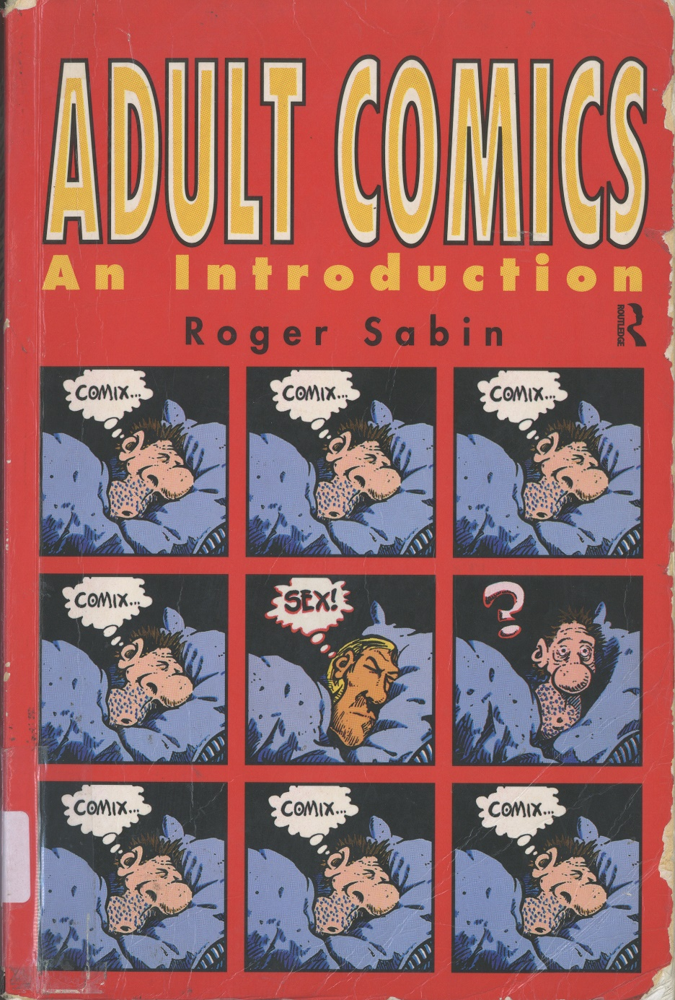 ADULT COMICS
An Introduction
Roger Sabin
ROUTLEDGE
COMIX...
COMIX...
COMIX...
COMIX...
SEX!
?
COMIX...
COMIX...
COMIX...